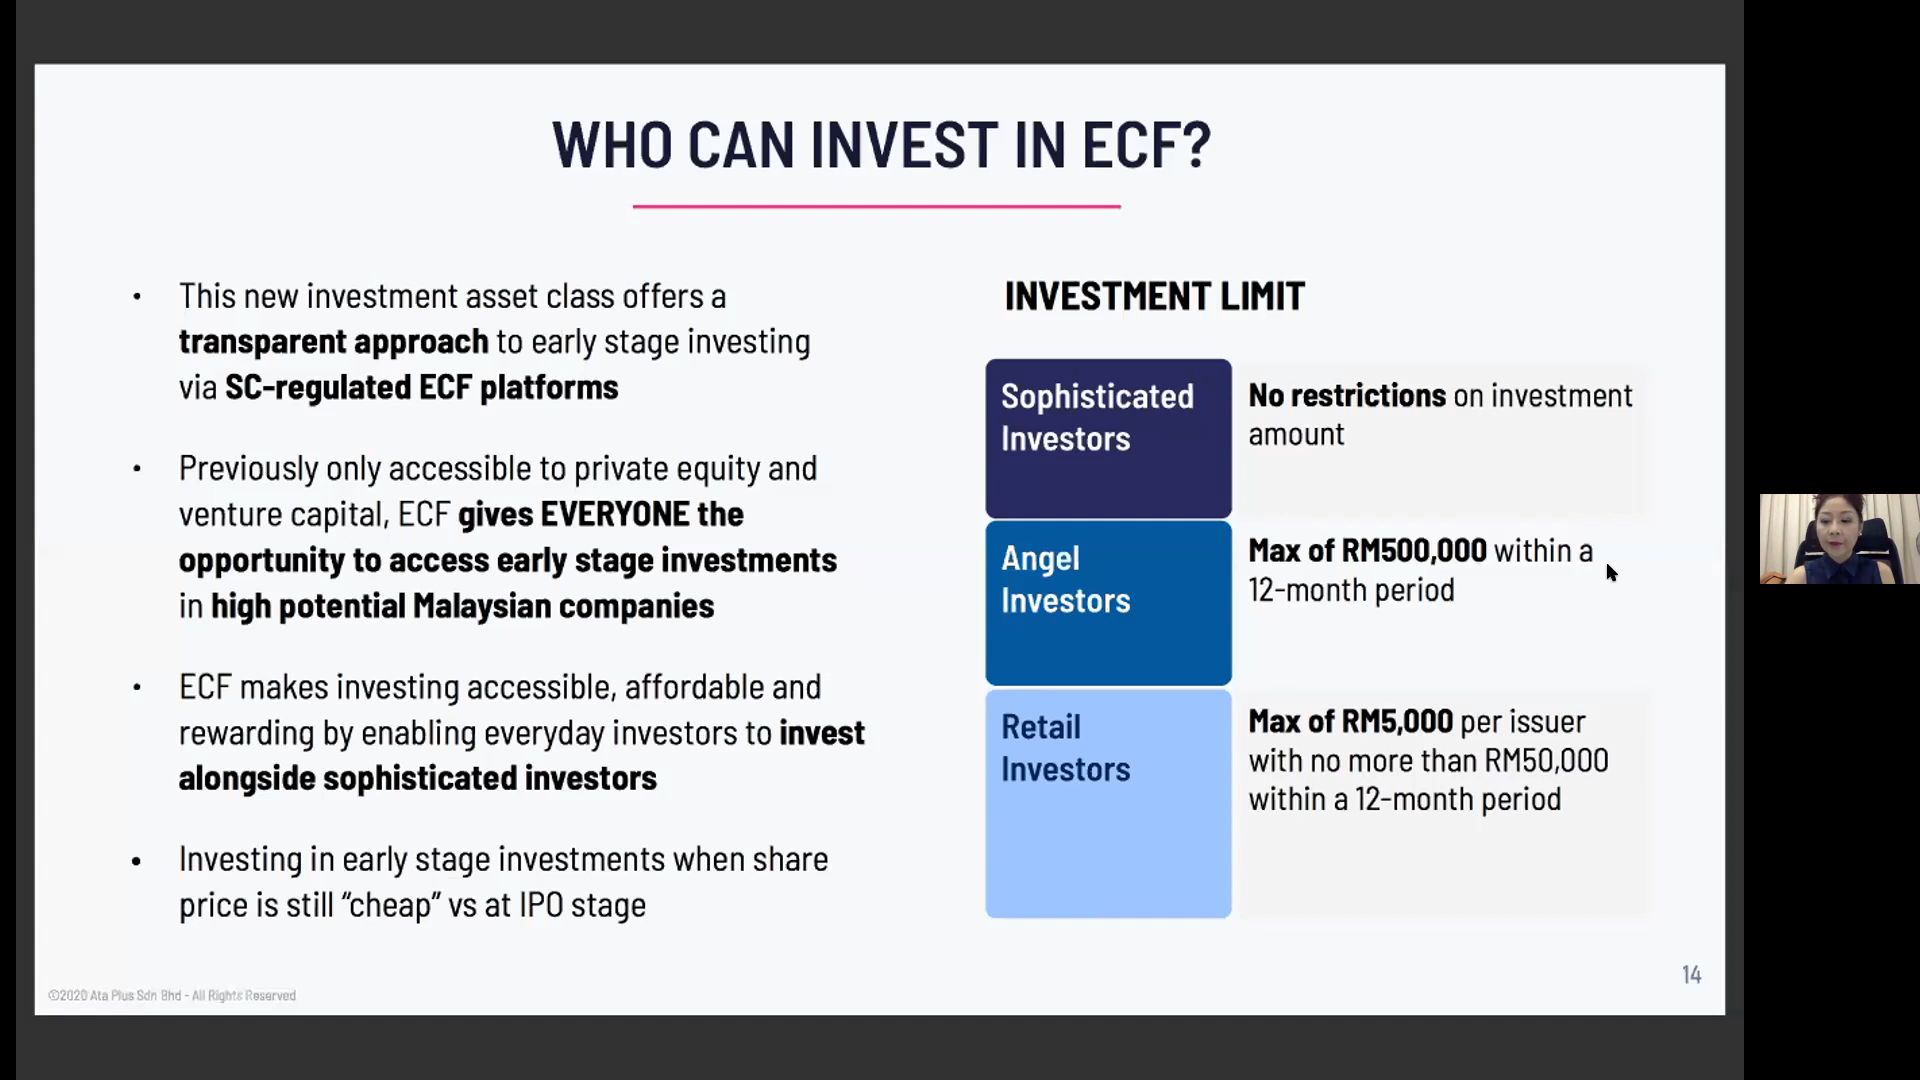 WHO CAN INVEST IN ECF?
• This new investment asset class offers a
transparent approach to early stage investing
via SC-regulated ECF platforms
• Previously only accessible to private equity and
venture capital, ECF gives EVERYONE the
opportunity to access early stage investments
in high potential Malaysian companies
• ECF makes investing accessible, affordable and
rewarding by enabling everyday investors to invest
alongside sophisticated investors
• Investing in early stage investments when share
price is still “cheap” vs at IPO stage
INVESTMENT LIMIT
Sophisticated
Investors
No restrictions on investment
amount
Angel
Investors
Max of RM500,000 within a
12-month period
Retail
Investors
Max of RM5,000 per issuer
with no more than RM50,000
within a 12-month period
14
©2020 Ata Plus Sdn Bhd - All Rights Reserved